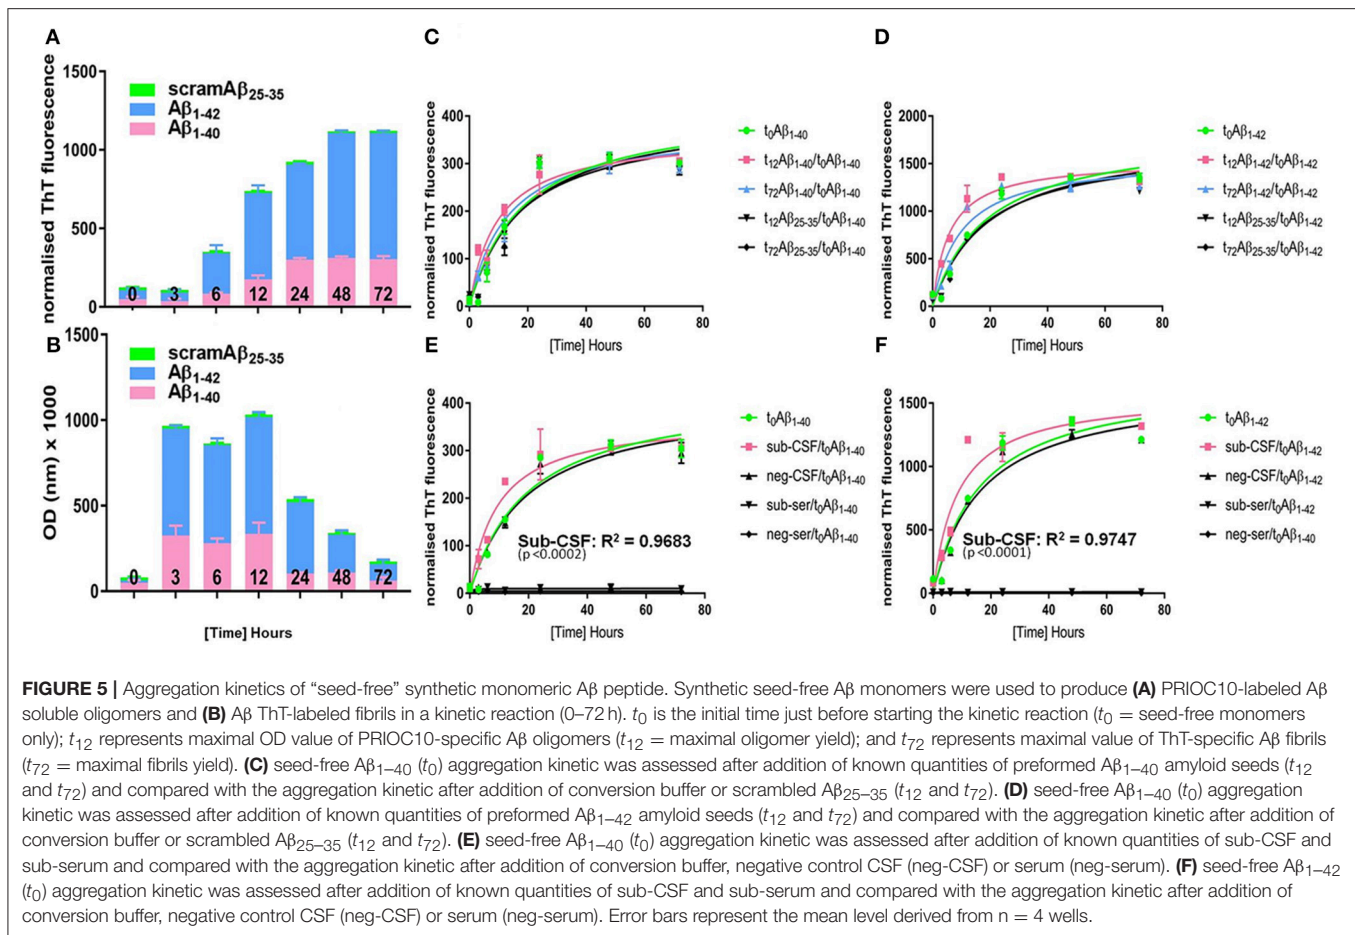 A
1500
1000
500
0
normalised ThT fluorescence
scramAβ25-35
Aβ1-42
Aβ1-40
0 3 6 12 24 48 72
B
1500
1000
500
0
OD (nm) x 1000
scramAβ25-35
Aβ1-42
Aβ1-40
0 3 6 12 24 48 72
[Time] Hours
C
400
300
200
100
0
normalised ThT fluorescence
0 20 40 60 80
[Time] Hours
t0Aβ1-40
t12Aβ1-40/t0Aβ1-40
t72Aβ1-40/t0Aβ1-40
t12Aβ25-35/t0Aβ1-40
t72Aβ25-35/t0Aβ1-40
D
2000
1500
1000
500
0
normalised ThT fluorescence
0 20 40 60 80
[Time] Hours
t0Aβ1-42
t12Aβ1-42/t0Aβ1-42
t72Aβ1-42/t0Aβ1-42
t12Aβ25-35/t0Aβ1-42
t72Aβ25-35/t0Aβ1-42
E
400
300
200
100
0
normalised ThT fluorescence
Sub-CSF: R² = 0.9683
(p<0.0002)
0 20 40 60 80
[Time] Hours
t0Aβ1-40
sub-CSF/t0Aβ1-40
neg-CSF/t0Aβ1-40
sub-ser/t0Aβ1-40
neg-ser/t0Aβ1-40
F
1500
1000
500
0
normalised ThT fluorescence
Sub-CSF: R² = 0.9747
(p<0.0001)
0 20 40 60 80
[Time] Hours
t0Aβ1-42
sub-CSF/t0Aβ1-42
neg-CSF/t0Aβ1-42
sub-ser/t0Aβ1-40
neg-ser/t0Aβ1-40
FIGURE 5 | Aggregation kinetics of “seed-free” synthetic monomeric Aβ peptide. Synthetic seed-free Aβ monomers were used to produce (A) PRIOC10-labeled Aβ
soluble oligomers and (B) Aβ ThT-labeled fibrils in a kinetic reaction (0–72 h). t0 is the initial time just before starting the kinetic reaction (t0 = seed-free monomers
only); t12 represents maximal OD value of PRIOC10-specific Aβ oligomers (t12 = maximal oligomer yield); and t72 represents maximal value of ThT-specific Aβ fibrils
(t72 = maximal fibrils yield). (C) seed-free Aβ1–40 (t0) aggregation kinetic was assessed after addition of known quantities of preformed Aβ1–40 amyloid seeds (t12
and t72) and compared with the aggregation kinetic after addition of conversion buffer or scrambled Aβ25–35 (t12 and t72). (D) seed-free Aβ1–40 (t0) aggregation
kinetic was assessed after addition of known quantities of preformed Aβ1–42 amyloid seeds (t12 and t72) and compared with the aggregation kinetic after addition of
conversion buffer or scrambled Aβ25–35 (t12 and t72). (E) seed-free Aβ1–40 (t0) aggregation kinetic was assessed after addition of known quantities of sub-CSF and
sub-serum and compared with the aggregation kinetic after addition of conversion buffer, negative control CSF (neg-CSF) or serum (neg-serum). (F) seed-free Aβ1–42
(t0) aggregation kinetic was assessed after addition of known quantities of sub-CSF and sub-serum and compared with the aggregation kinetic after addition of
conversion buffer, negative control CSF (neg-CSF) or serum (neg-serum). Error bars represent the mean level derived from n = 4 wells.